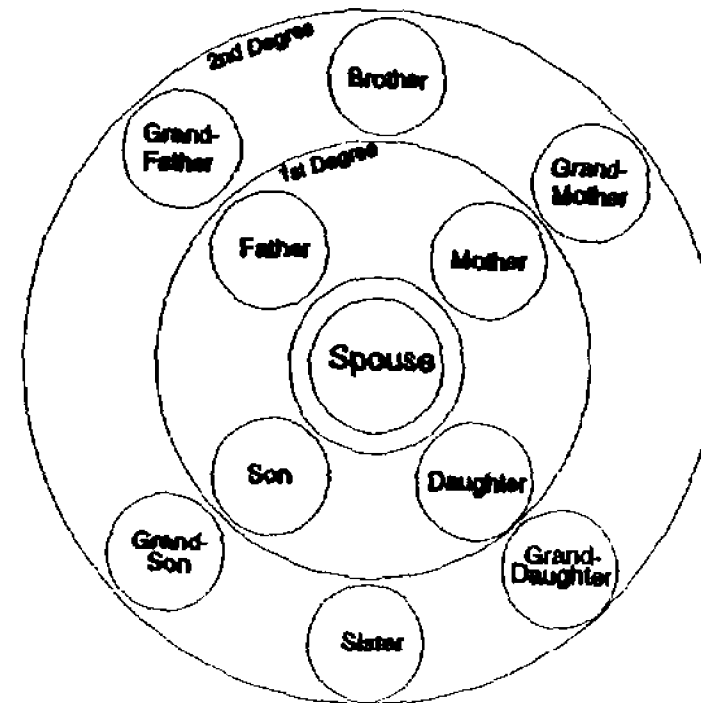 2nd Degree
Brother
Grand-
Father
Grand-
Mother
1st Degree
Father
Mother
Spouse
Son
Daughter
Grand-
Son
Grand-
Daughter
Sister